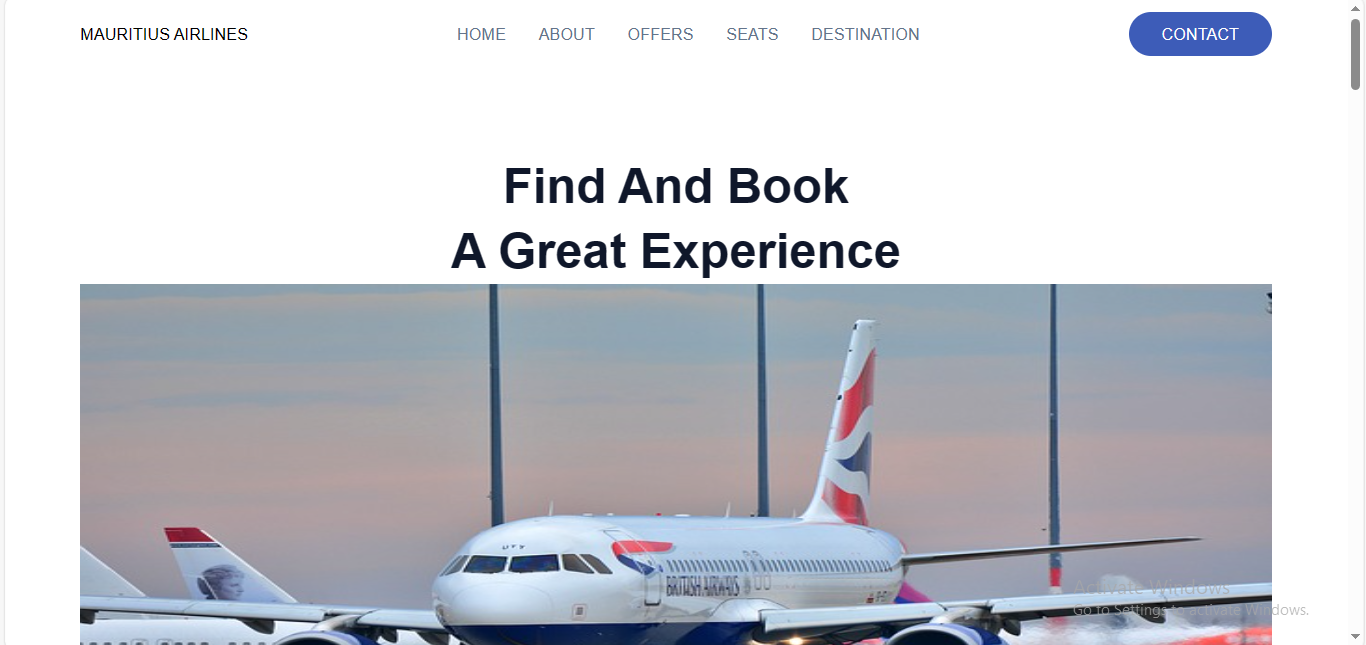 MAURITIUS AIRLINES
HOME ABOUT OFFERS SEATS DESTINATION
CONTACT
Find And Book
A Great Experience
BRITISH AIRWAYS
Activate Windows
Go to Settings to activate Windows.